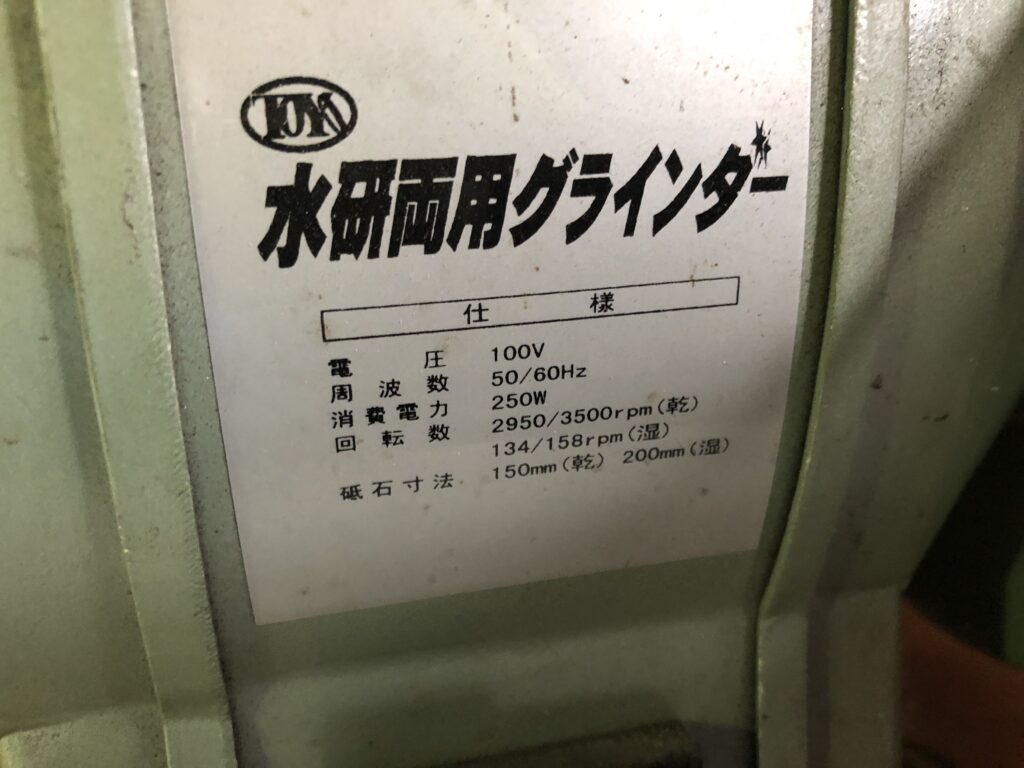 TOYO
水研両用グラインダー
仕様
電圧 100V
周波数 50/60Hz
消費電力 250W
回転数 2950/3500rpm(乾)
134/158rpm(湿)
砥石寸法 150mm(乾) 200mm(湿)